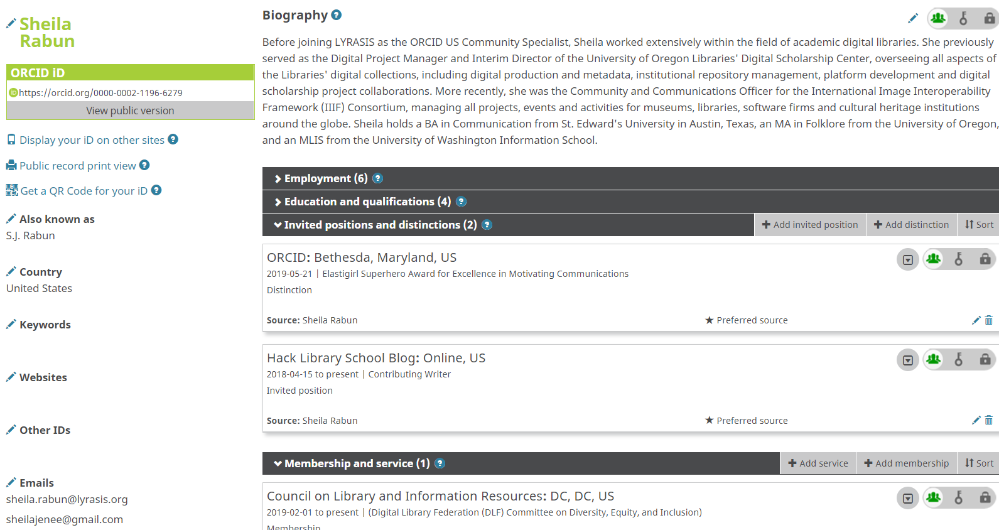 Sheila
Rabun
ORCID iD
https://orcid.org/0000-0002-1196-6279
View public version
Display your iD on other sites
Public record print view
Get a QR Code for your iD
Also known as
S.J. Rabun
Country
United States
Keywords
Websites
Other IDs
Emails
sheila.rabun@lyrasis.org
sheilajenee@gmail.com
Biography
Before joining LYRASIS as the ORCID US Community Specialist, Sheila worked extensively within the field of academic digital libraries. She previously
served as the Digital Project Manager and Interim Director of the University of Oregon Libraries' Digital Scholarship Center, overseeing all aspects of
the Libraries' digital collections, including digital production and metadata, institutional repository management, platform development and digital
scholarship project collaborations. More recently, she was the Community and Communications Officer for the International Image Interoperability
Framework (IIIF) Consortium, managing all projects, events and activities for museums, libraries, software firms and cultural heritage institutions
around the globe. Sheila holds a BA in Communication from St. Edward's University in Austin, Texas, an MA in Folklore from the University of Oregon,
and an MLIS from the University of Washington Information School.
Employment (6)
Education and qualifications (4)
Invited positions and distinctions (2) Add invited position Add distinction Sort
ORCID: Bethesda, Maryland, US
2019-05-21 | Elastigirl Superhero Award for Excellence in Motivating Communications
Distinction
Source: Sheila Rabun Preferred source
Hack Library School Blog: Online, US
2018-04-15 to present | Contributing Writer
Invited position
Source: Sheila Rabun Preferred source
Membership and service (1) Add service Add membership Sort
Council on Library and Information Resources: DC, DC, US
2019-02-01 to present | (Digital Library Federation (DLF) Committee on Diversity, Equity, and Inclusion)
Membership